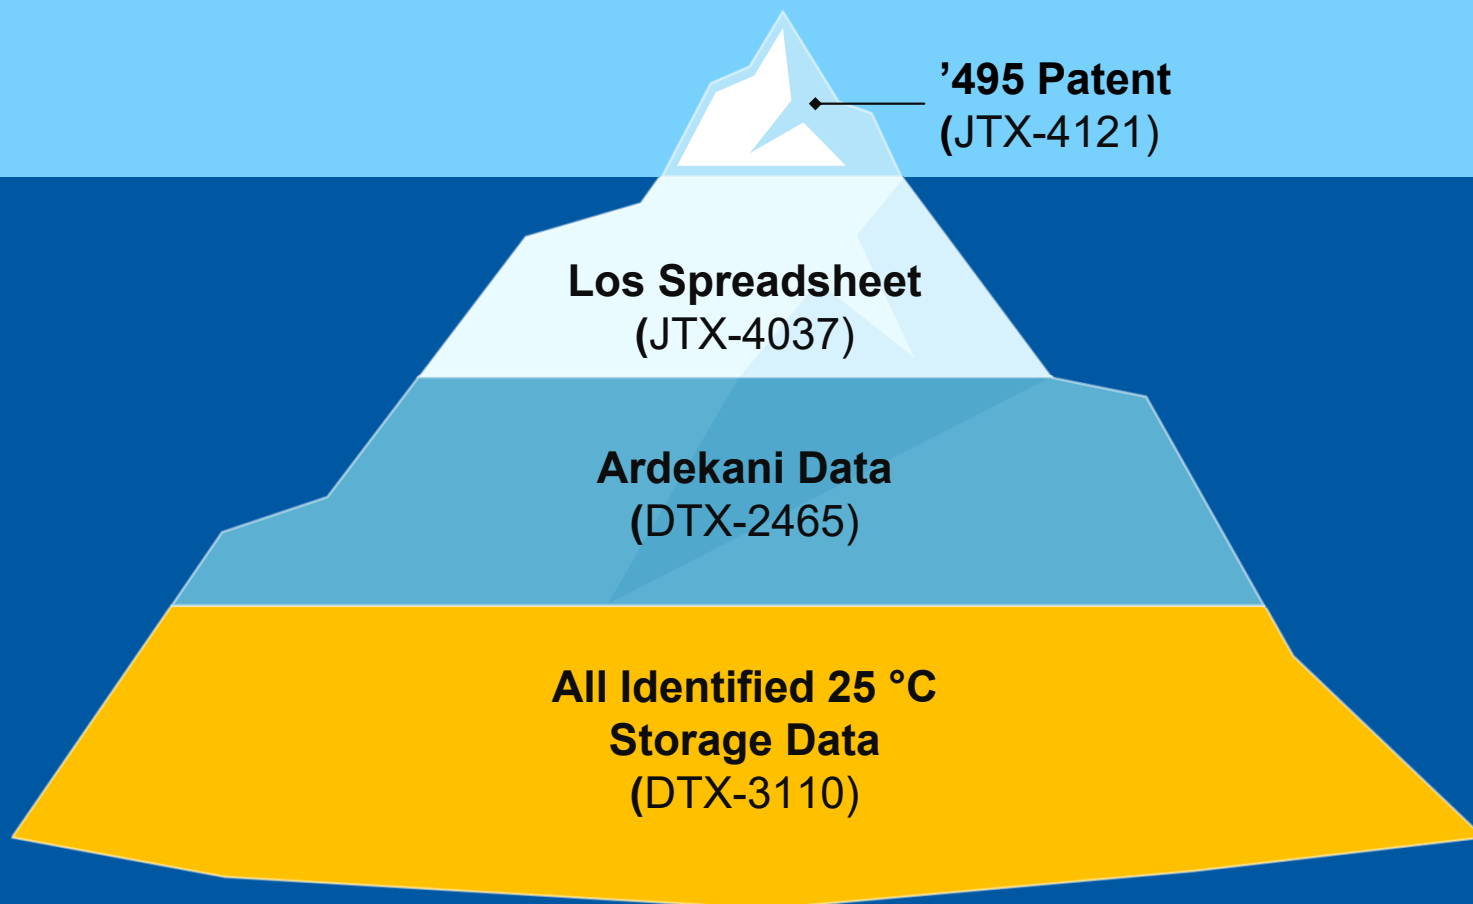 ’495 Patent
(JTX-4121)
Los Spreadsheet
(JTX-4037)
Ardekani Data
(DTX-2465)
All Identified 25 °C
Storage Data
(DTX-3110)